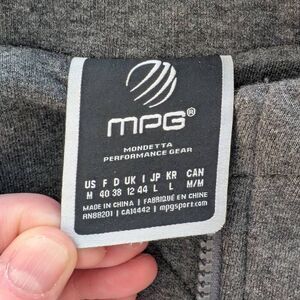 MPG®
MONDETTA
PERFORMANCE GEAR
US F D UK I JP KR CAN
M 40 38 12 44 L L M/M
MADE IN CHINA | FABRIQUÉ EN CHINE
RN88201 | CA14442 | mpgsport.com